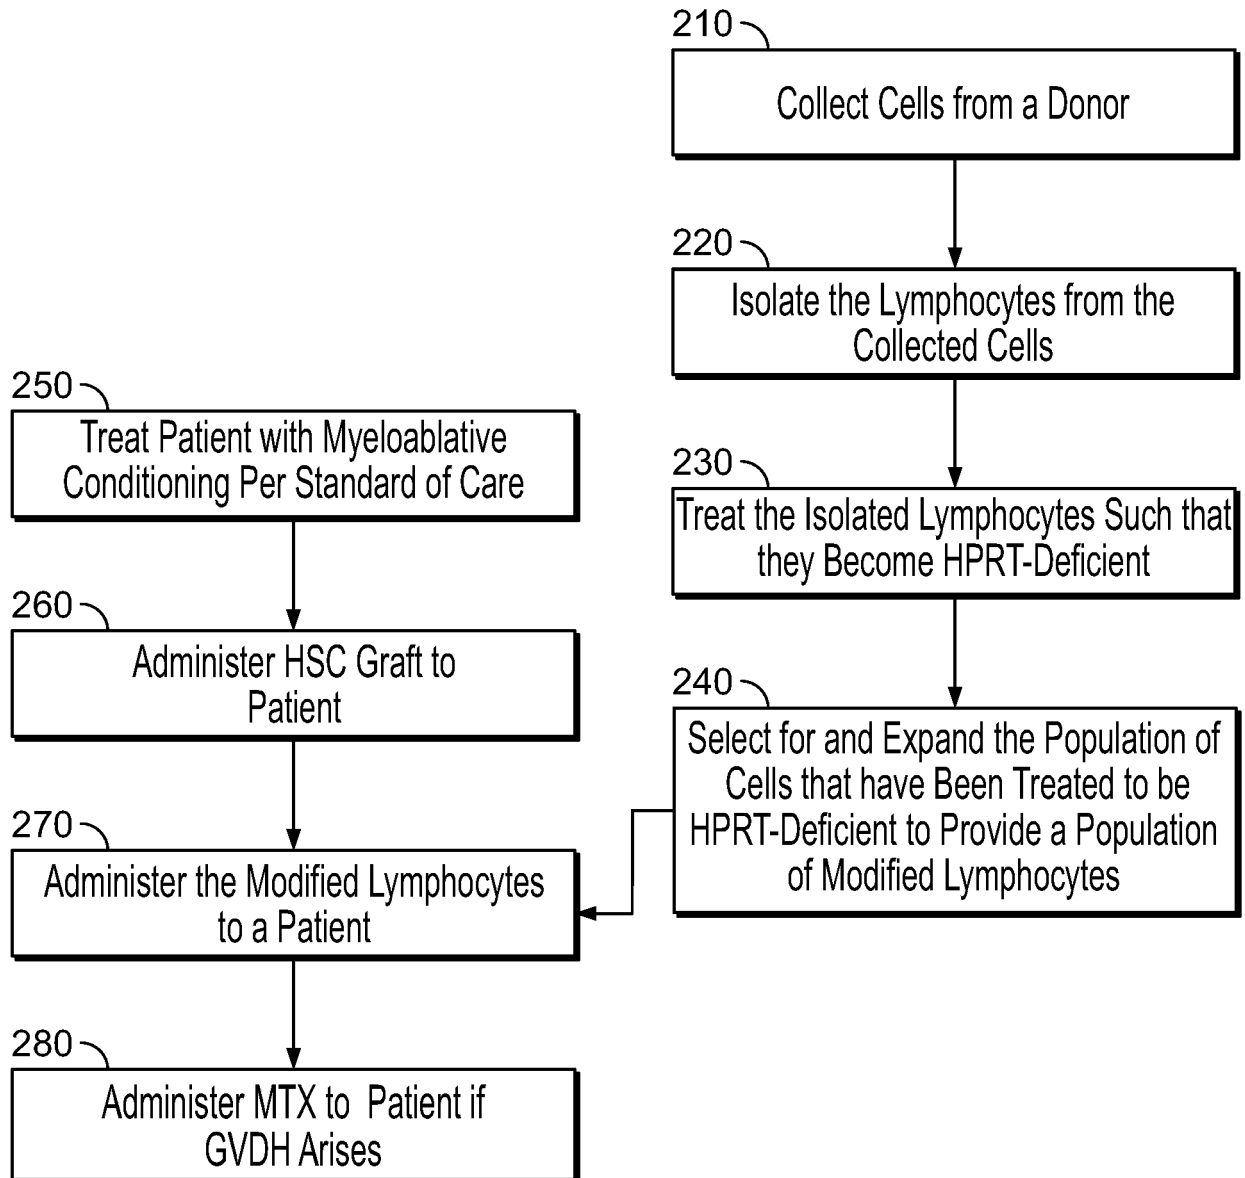 210
Collect Cells from a Donor
220
Isolate the Lymphocytes from the
Collected Cells
230
Treat the Isolated Lymphocytes Such that
they Become HPRT-Deficient
240
Select for and Expand the Population of
Cells that have Been Treated to be
HPRT-Deficient to Provide a Population
of Modified Lymphocytes
250
Treat Patient with Myeloablative
Conditioning Per Standard of Care
260
Administer HSC Graft to
Patient
270
Administer the Modified Lymphocytes
to a Patient
280
Administer MTX to Patient if
GVDH Arises